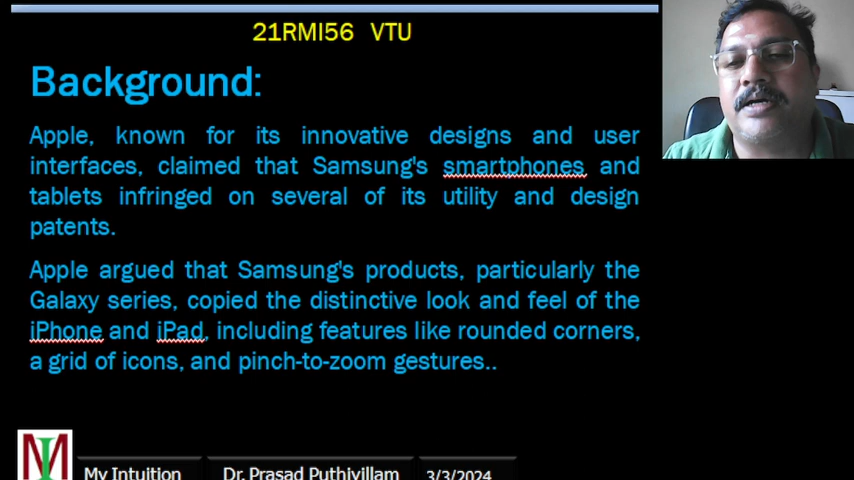 21RMI56 VTU
Background:
Apple, known for its innovative designs and user
interfaces, claimed that Samsung's smartphones and
tablets infringed on several of its utility and design
patents.
Apple argued that Samsung's products, particularly the
Galaxy series, copied the distinctive look and feel of the
iPhone and iPad, including features like rounded corners,
a grid of icons, and pinch-to-zoom gestures..
MI
My Intuition Dr. Prasad Puthiyillam 3/3/2024